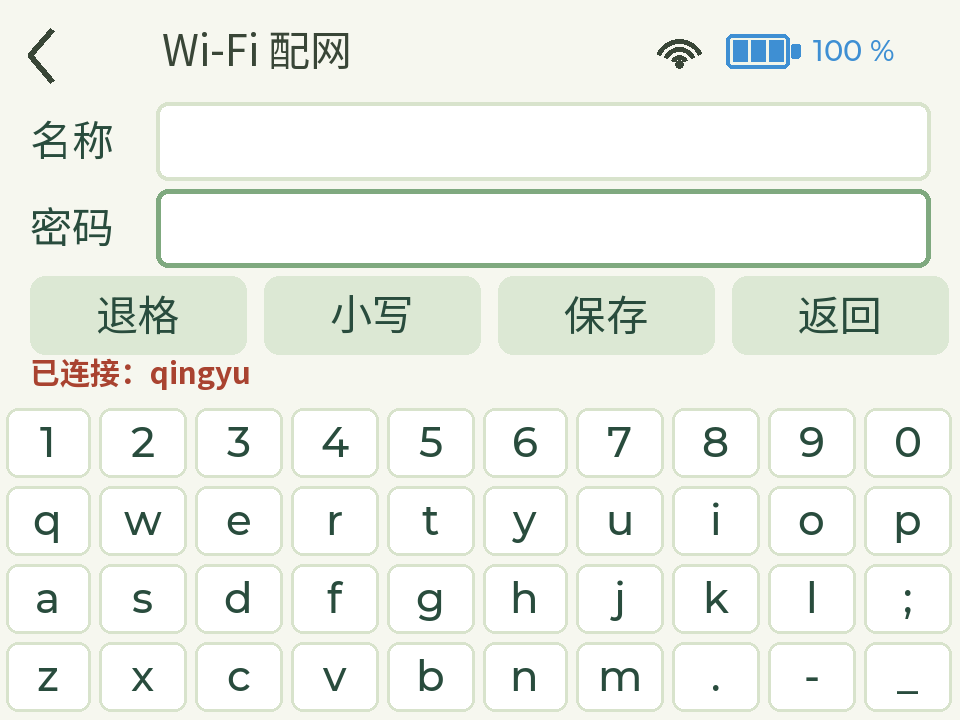 Wi-Fi 配网 100 %
名称
密码
退格 小写 保存 返回
已连接：qingyu
1 2 3 4 5 6 7 8 9 0
q w e r t y u i o p
a s d f g h j k l ;
z x c v b n m . - _